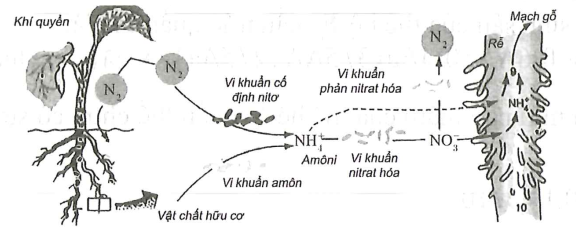 Khí quyển
N₂
N₂
Vi khuẩn cố
định nitơ
Vi khuẩn amôn
Vật chất hữu cơ
NH₄⁺
Amôni
Vi khuẩn
phản nitrat hóa
Vi khuẩn
nitrat hóa
N₂
NO₃⁻
Mạch gỗ
Rễ
9
NH₄⁺
10